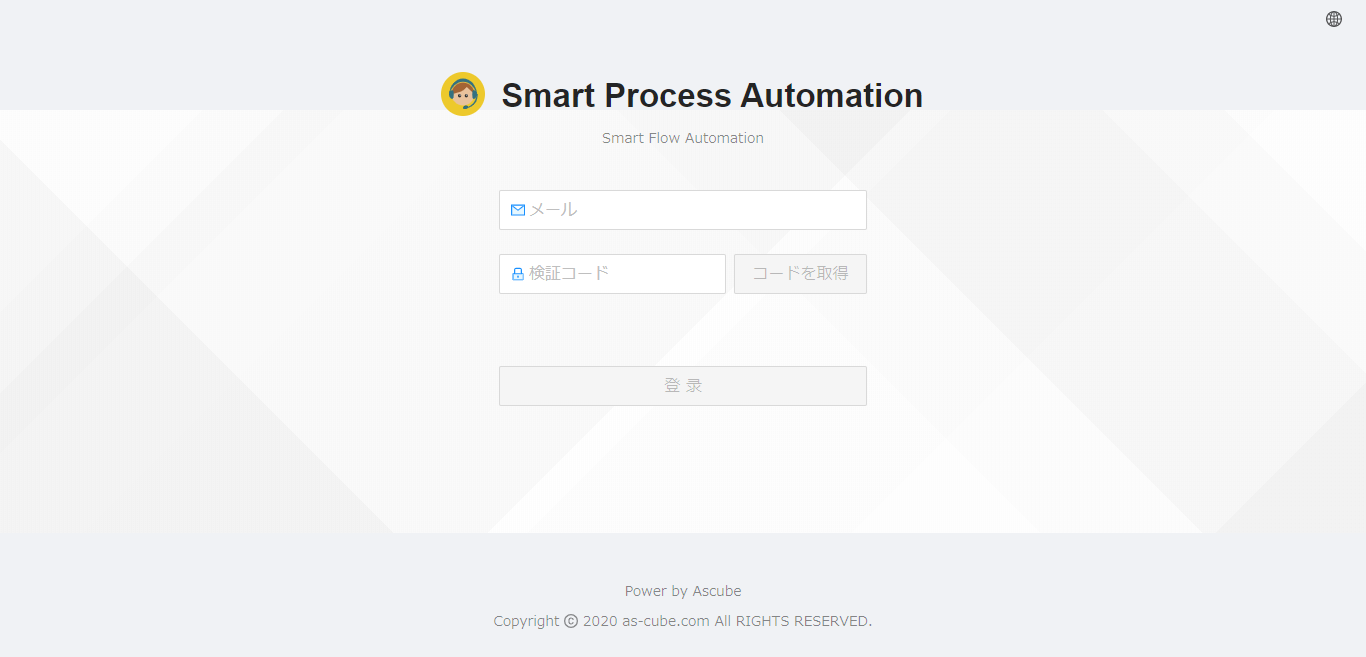 Smart Process Automation
Smart Flow Automation
メール
検証コード
コードを取得
登 录
Power by Ascube
Copyright © 2020 as-cube.com All RIGHTS RESERVED.